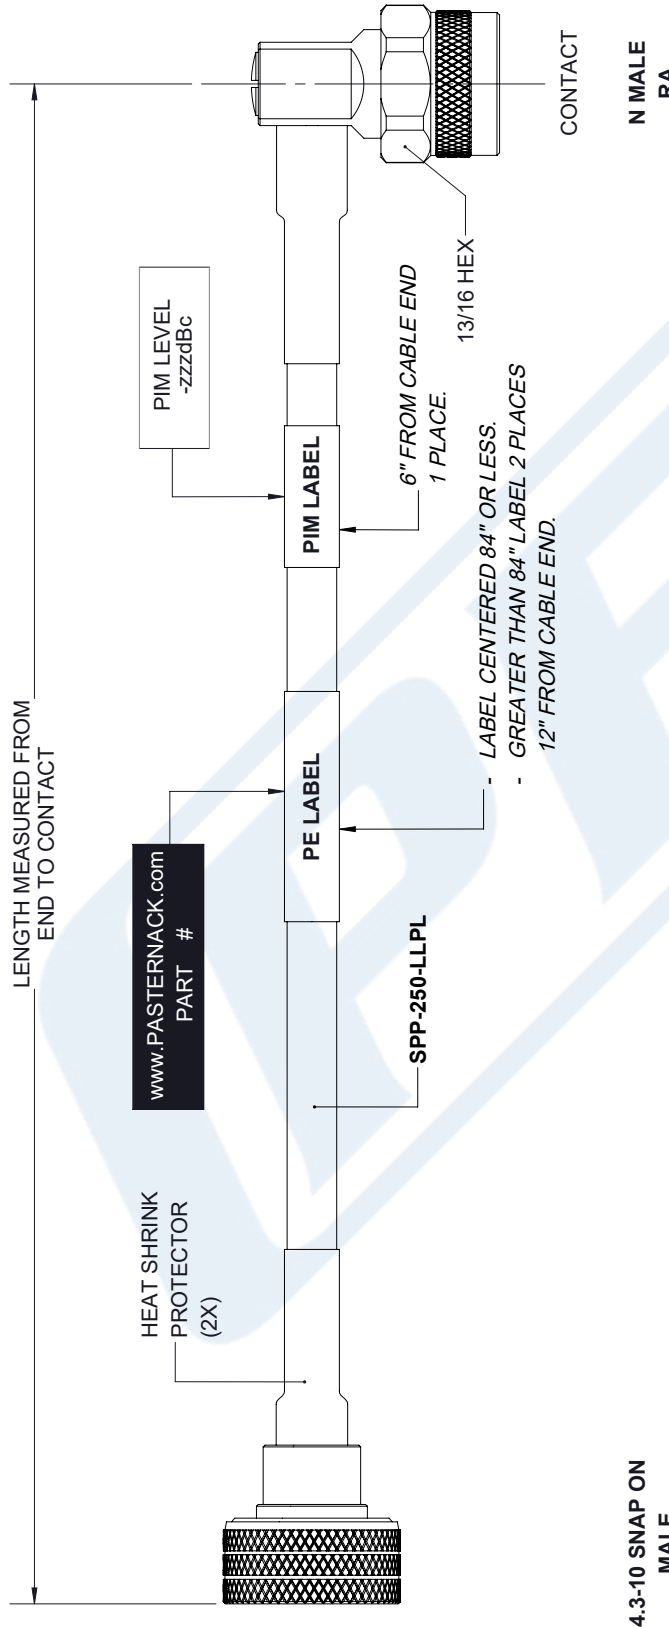 LENGTH MEASURED FROM
END TO CONTACT
HEAT SHRINK
PROTECTOR
(2X)
www.PASTERNACK.com
PART #
PIM LEVEL
-zzzdBc
PE LABEL
PIM LABEL
SPP-250-LLPL
- LABEL CENTERED 84" OR LESS.
- GREATER THAN 84" LABEL 2 PLACES
12" FROM CABLE END.
6" FROM CABLE END
1 PLACE.
13/16 HEX
CONTACT
4.3-10 SNAP ON
MALE
N MALE
RA